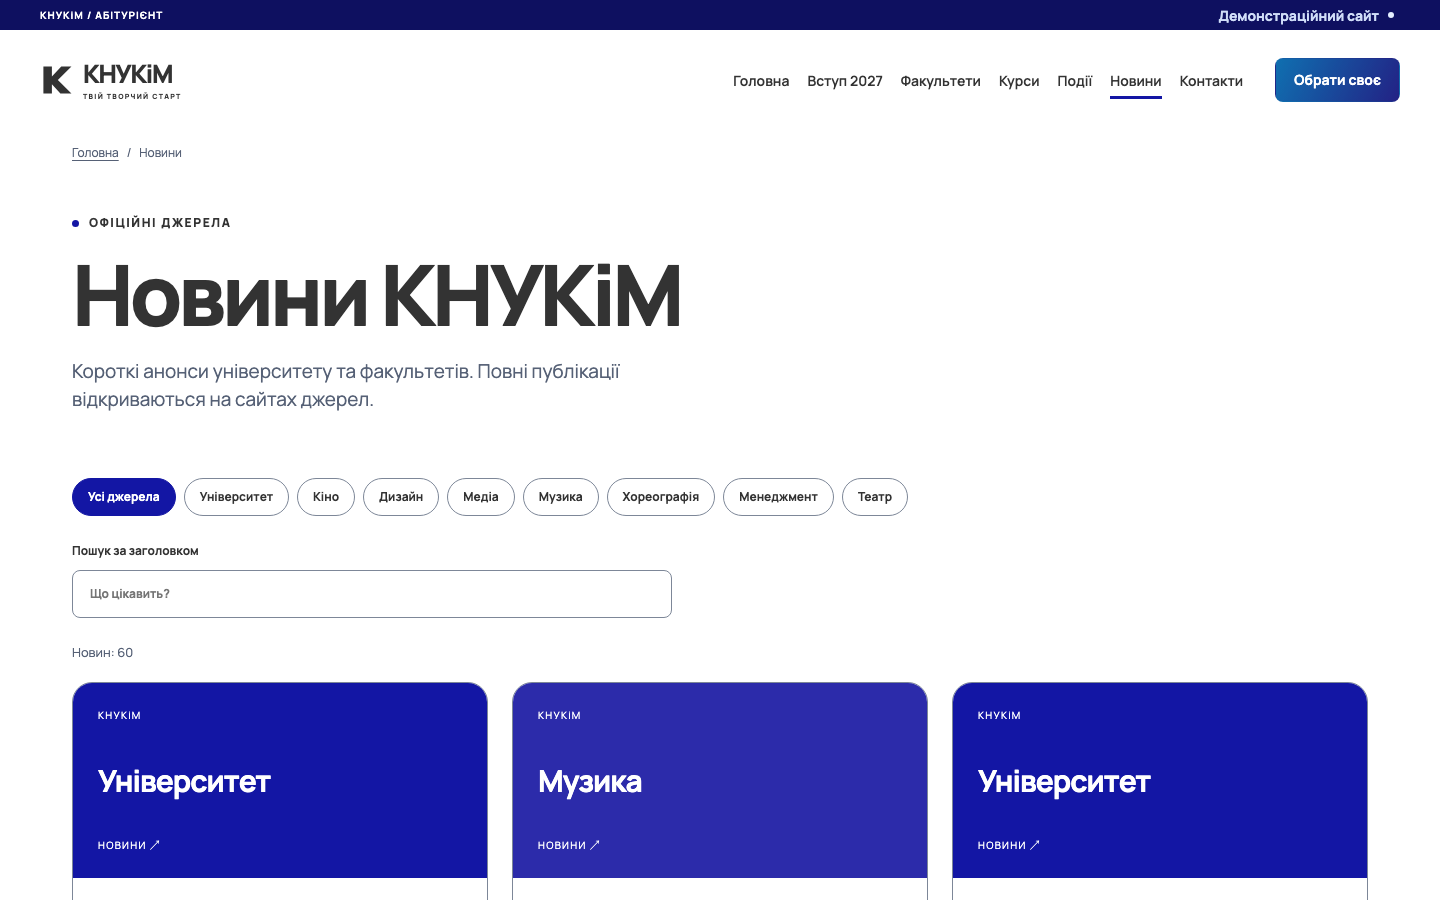 КНУКІМ / АБІТУРІЄНТ
Демонстраційний сайт
К КНУКіМ
ТВІЙ ТВОРЧИЙ СТАРТ
Головна Вступ 2027 Факультети Курси Події Новини Контакти Обрати своє
Головна / Новини
ОФІЦІЙНІ ДЖЕРЕЛА
Новини КНУКіМ
Короткі анонси університету та факультетів. Повні публікації
відкриваються на сайтах джерел.
Усі джерела Університет Кіно Дизайн Медіа Музика Хореографія Менеджмент Театр
Пошук за заголовком
Що цікавить?
Новин: 60
КНУКІМ
Університет
НОВИНИ ↗
КНУКІМ
Музика
НОВИНИ ↗
КНУКІМ
Університет
НОВИНИ ↗